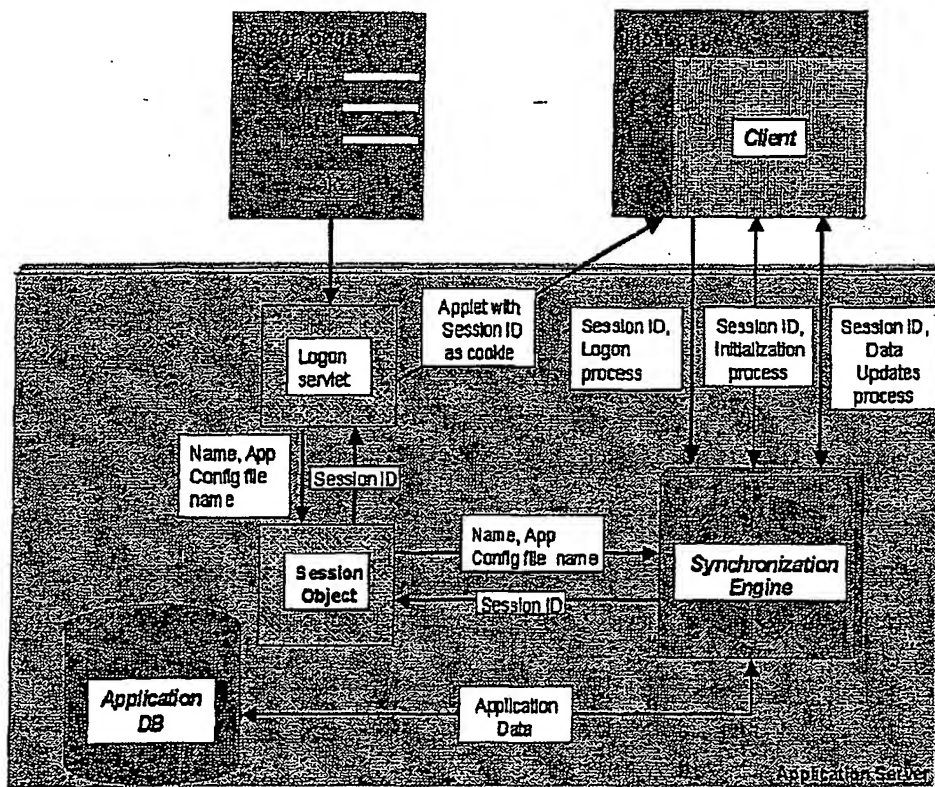 Client
Applet with
Session ID
as cookie
Session ID,
Logon
process
Session ID,
Initialization
process
Session ID,
Data
Updates
process
Logon
servlet
Name, App
Config file
name
Session ID
Session
Object
Name, App
Config file name
Session ID
Synchronization
Engine
Application
DB
Application
Data
Application Server